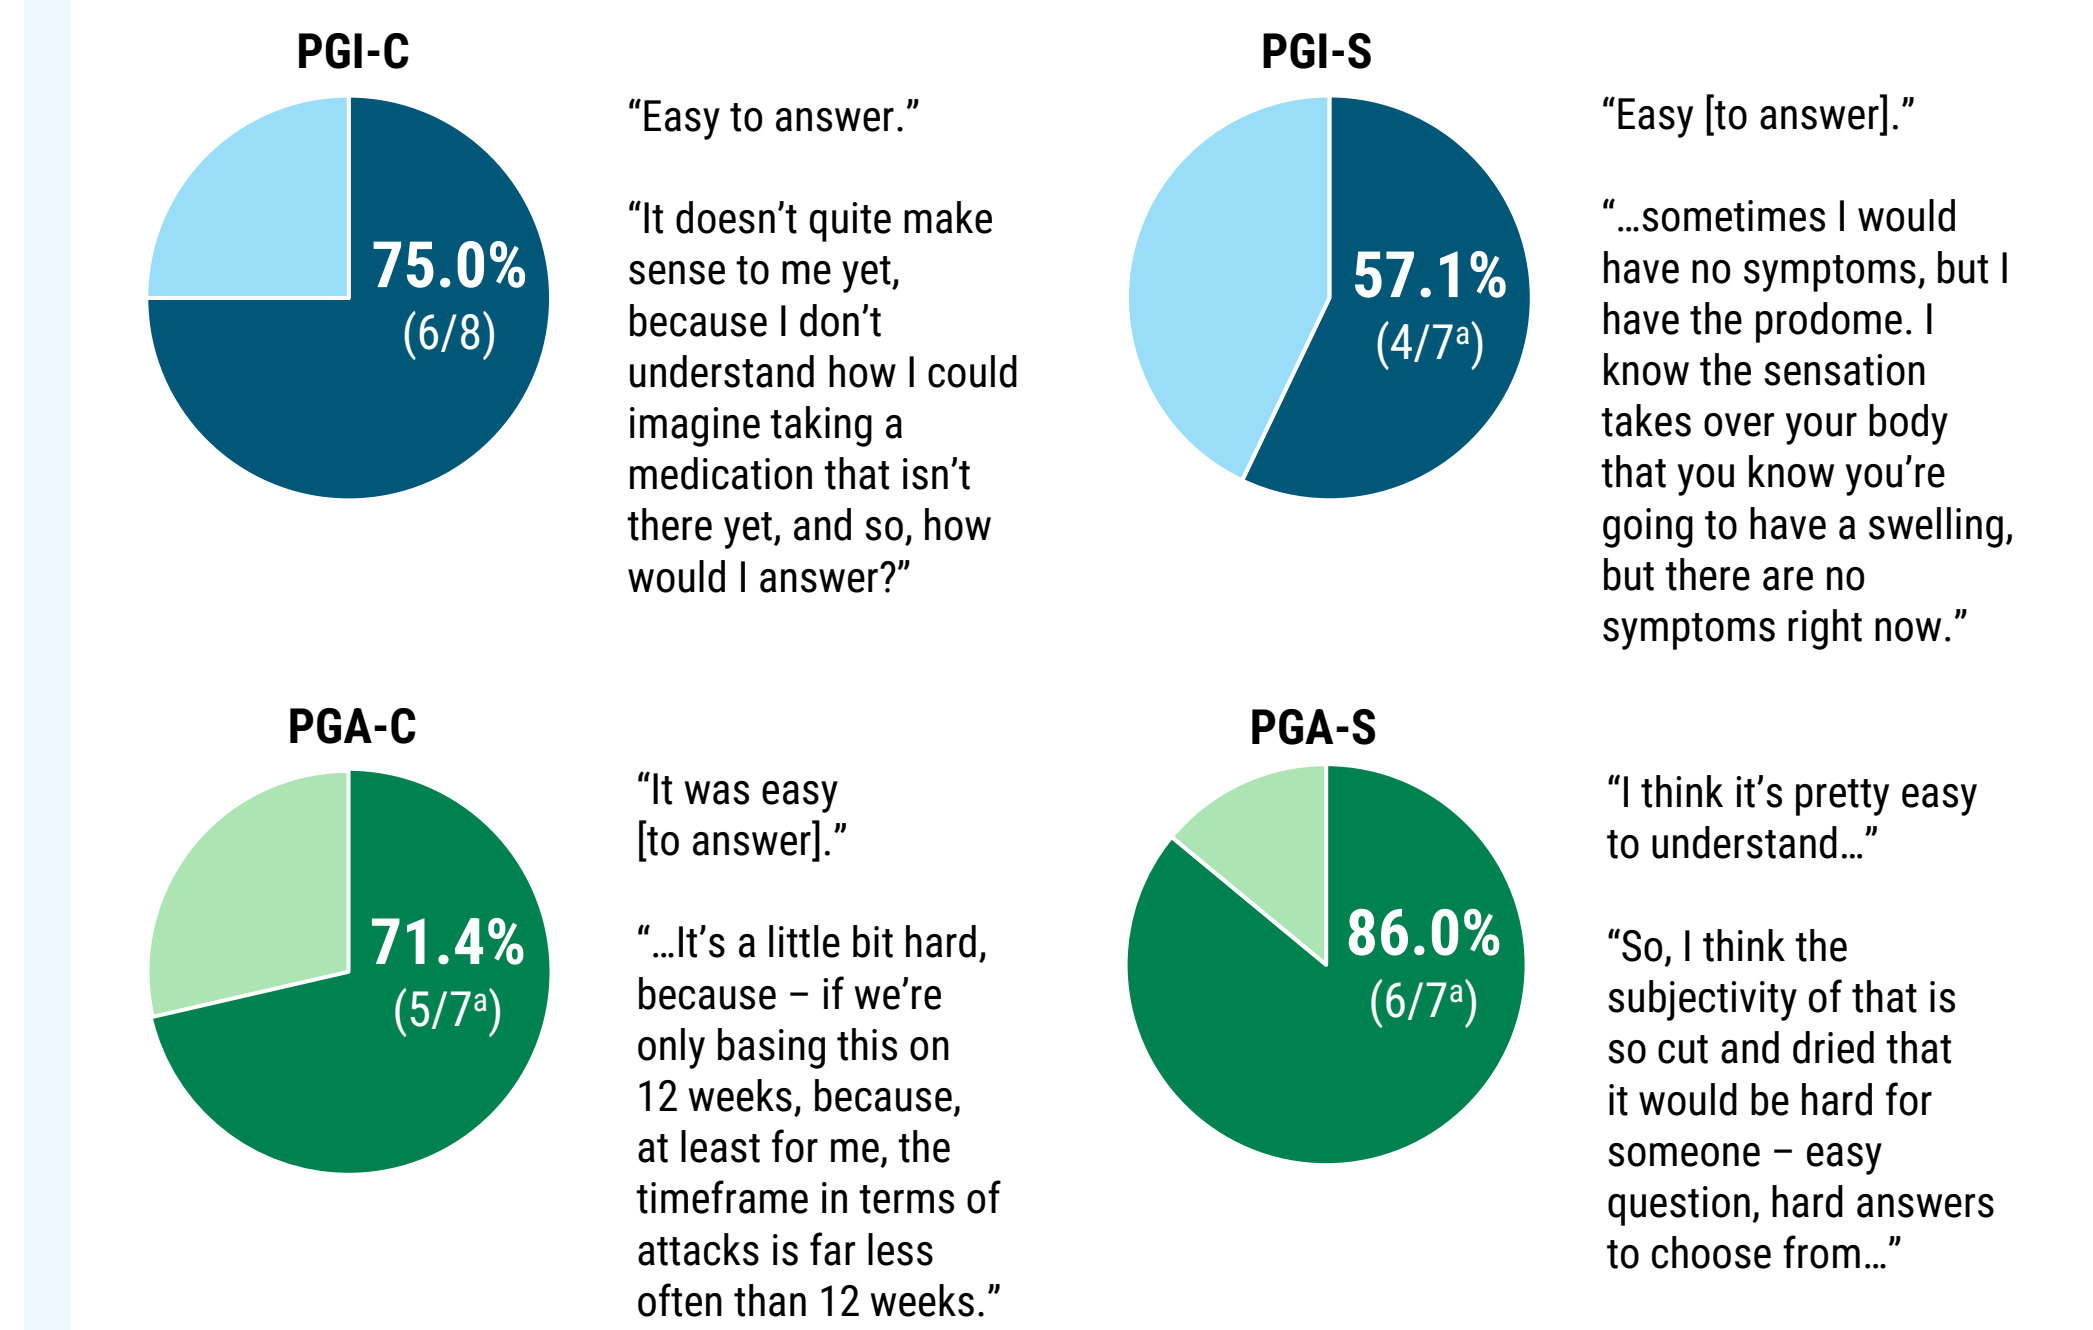 PGI-C
75.0%
(6/8)
“Easy to answer.”
“It doesn’t quite make
sense to me yet,
because I don’t
understand how I could
imagine taking a
medication that isn’t
there yet, and so, how
would I answer?”
PGI-S
57.1%
(4/7ᵃ)
“Easy [to answer].”
“…sometimes I would
have no symptoms, but I
have the prodome. I
know the sensation
takes over your body
that you know you’re
going to have a swelling,
but there are no
symptoms right now.”
PGA-C
71.4%
(5/7ᵃ)
“It was easy
[to answer].”
“…It’s a little bit hard,
because – if we’re
only basing this on
12 weeks, because,
at least for me, the
timeframe in terms of
attacks is far less
often than 12 weeks.”
PGA-S
86.0%
(6/7ᵃ)
“I think it’s pretty easy
to understand…”
“So, I think the
subjectivity of that is
so cut and dried that
it would be hard for
someone – easy
question, hard answers
to choose from…”